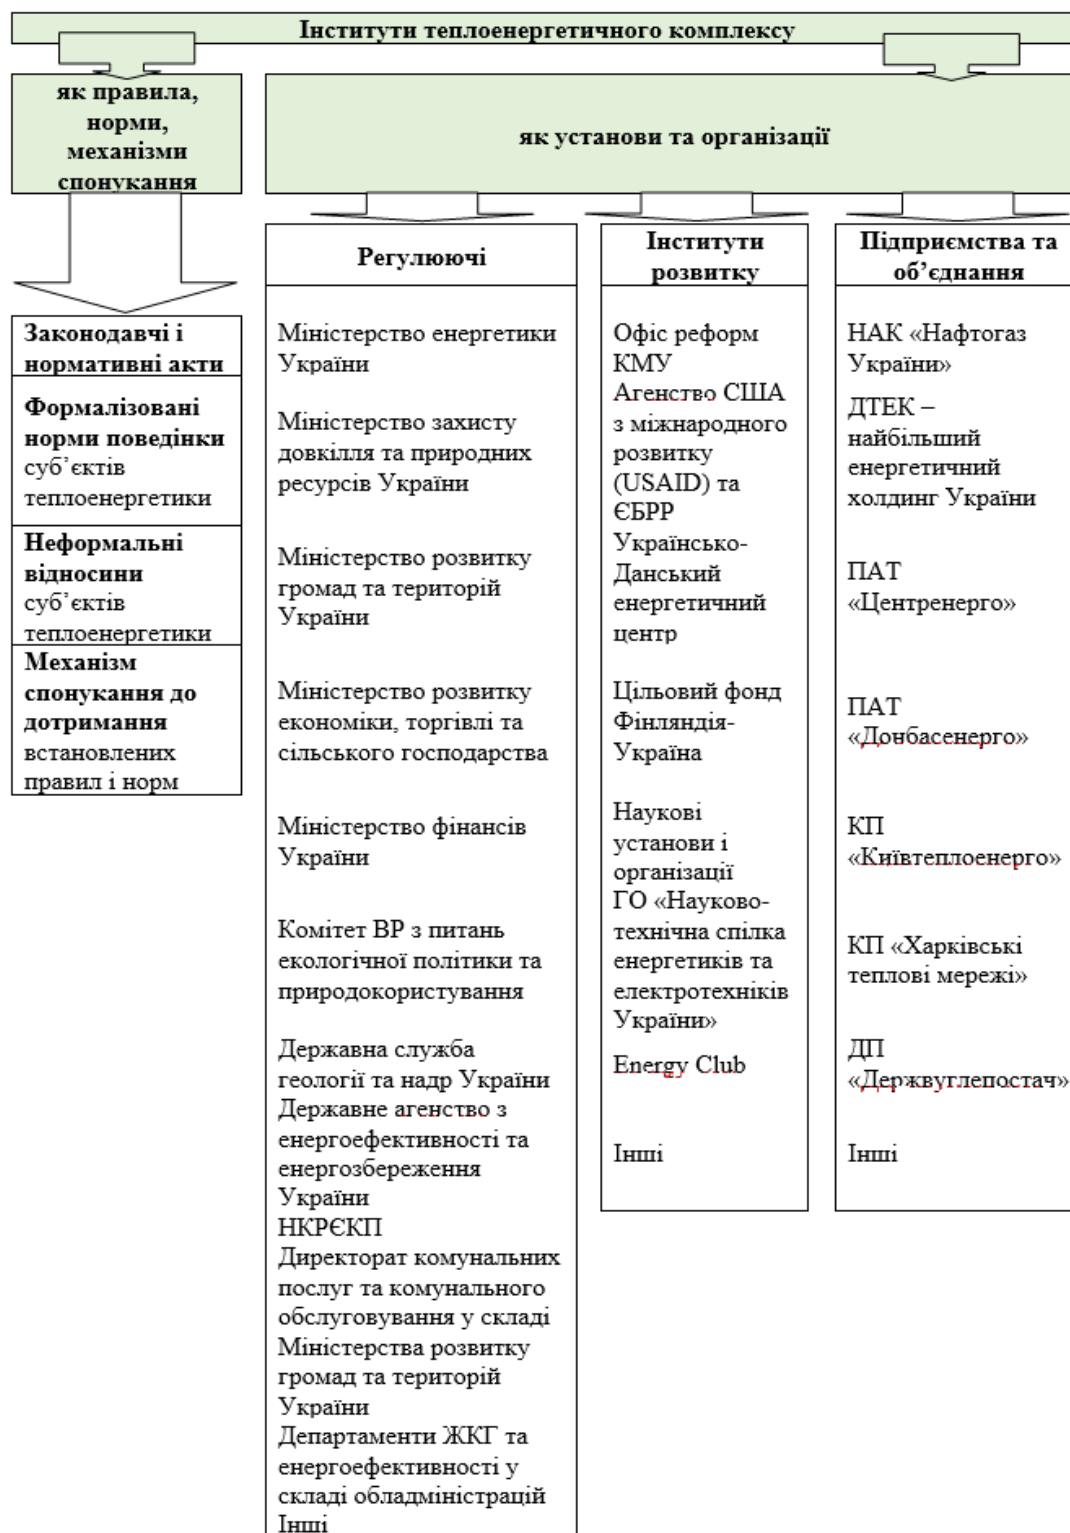 Інститути теплоенергетичного комплексу
як правила,
норми,
механізми
спонукання
як установи та організації
Законодавчі і
нормативні акти
Формалізовані
норми поведінки
суб’єктів
теплоенергетики
Неформальні
відносини
суб’єктів
теплоенергетики
Механізм
спонукання до
дотримання
встановлених
правил і норм
Регулюючі
Міністерство енергетики
України
Міністерство захисту
довкілля та природних
ресурсів України
Міністерство розвитку
громад та територій
України
Міністерство розвитку
економіки, торгівлі та
сільського господарства
Міністерство фінансів
України
Комітет ВР з питань
екологічної політики та
природокористування
Державна служба
геології та надр України
Державне агенство з
енергоефективності та
енергозбереження
України
НКРЄКП
Директорат комунальних
послуг та комунального
обслуговування у складі
Міністерства розвитку
громад та територій
України
Департаменти ЖКГ та
енергоефективності у
складі обладміністрацій
Інші
Інститути
розвитку
Офіс реформ
КМУ
Агенство США
з міжнародного
розвитку
(USAID) та
ЄБРР
Українсько-
Данський
енергетичний
центр
Цільовий фонд
Фінляндія-
Україна
Наукові
установи і
організації
ГО «Науково-
технічна спілка
енергетиків та
електротехніків
України»
Energy Club
Інші
Підприємства та
об’єднання
НАК «Нафтогаз
України»
ДТЕК –
найбільший
енергетичний
холдинг України
ПАТ
«Центренерго»
ПАТ
«Донбасенерго»
КП
«Київтеплоенерго»
КП «Харківські
теплові мережі»
ДП
«Держвуглепостач»
Інші